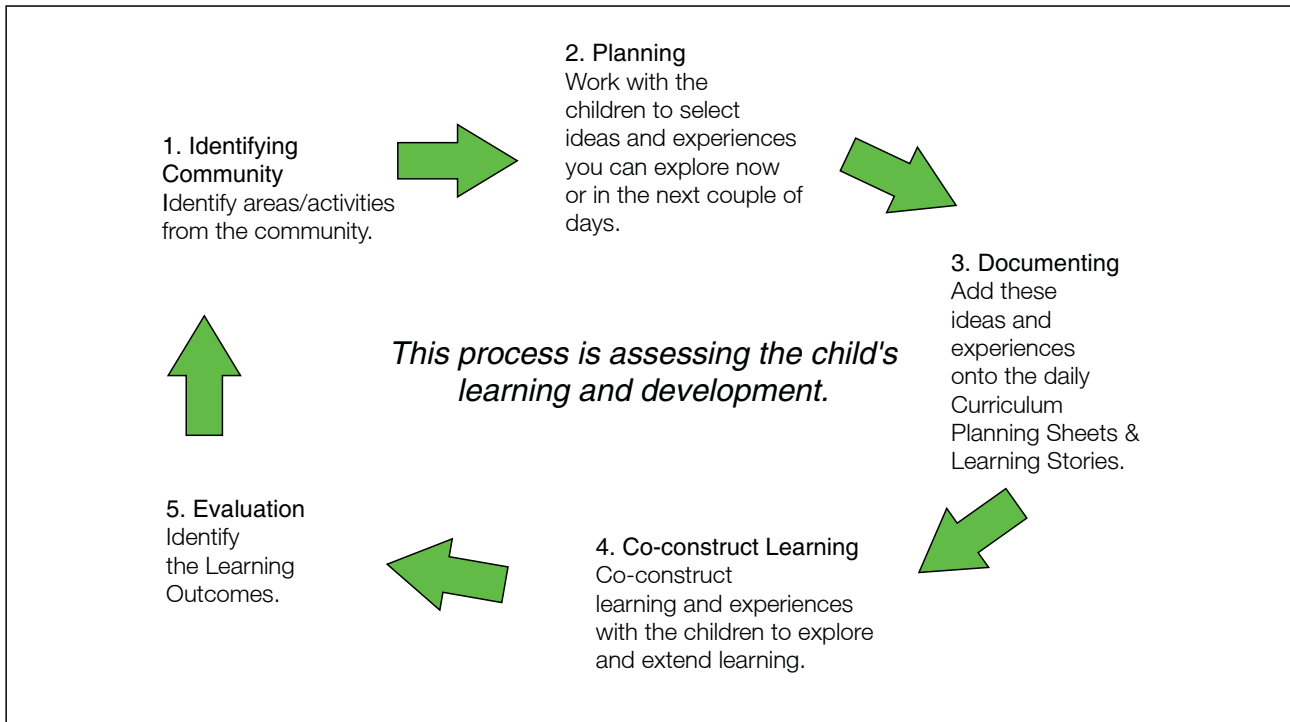 1. Identifying
Community
Identify areas/activities
from the community.
2. Planning
Work with the
children to select
ideas and experiences
you can explore now
or in the next couple of
days.
3. Documenting
Add these
ideas and
experiences
onto the daily
Curriculum
Planning Sheets &
Learning Stories.
This process is assessing the child's
learning and development.
4. Co-construct Learning
Co-construct
learning and experiences
with the children to explore
and extend learning.
5. Evaluation
Identify
the Learning
Outcomes.